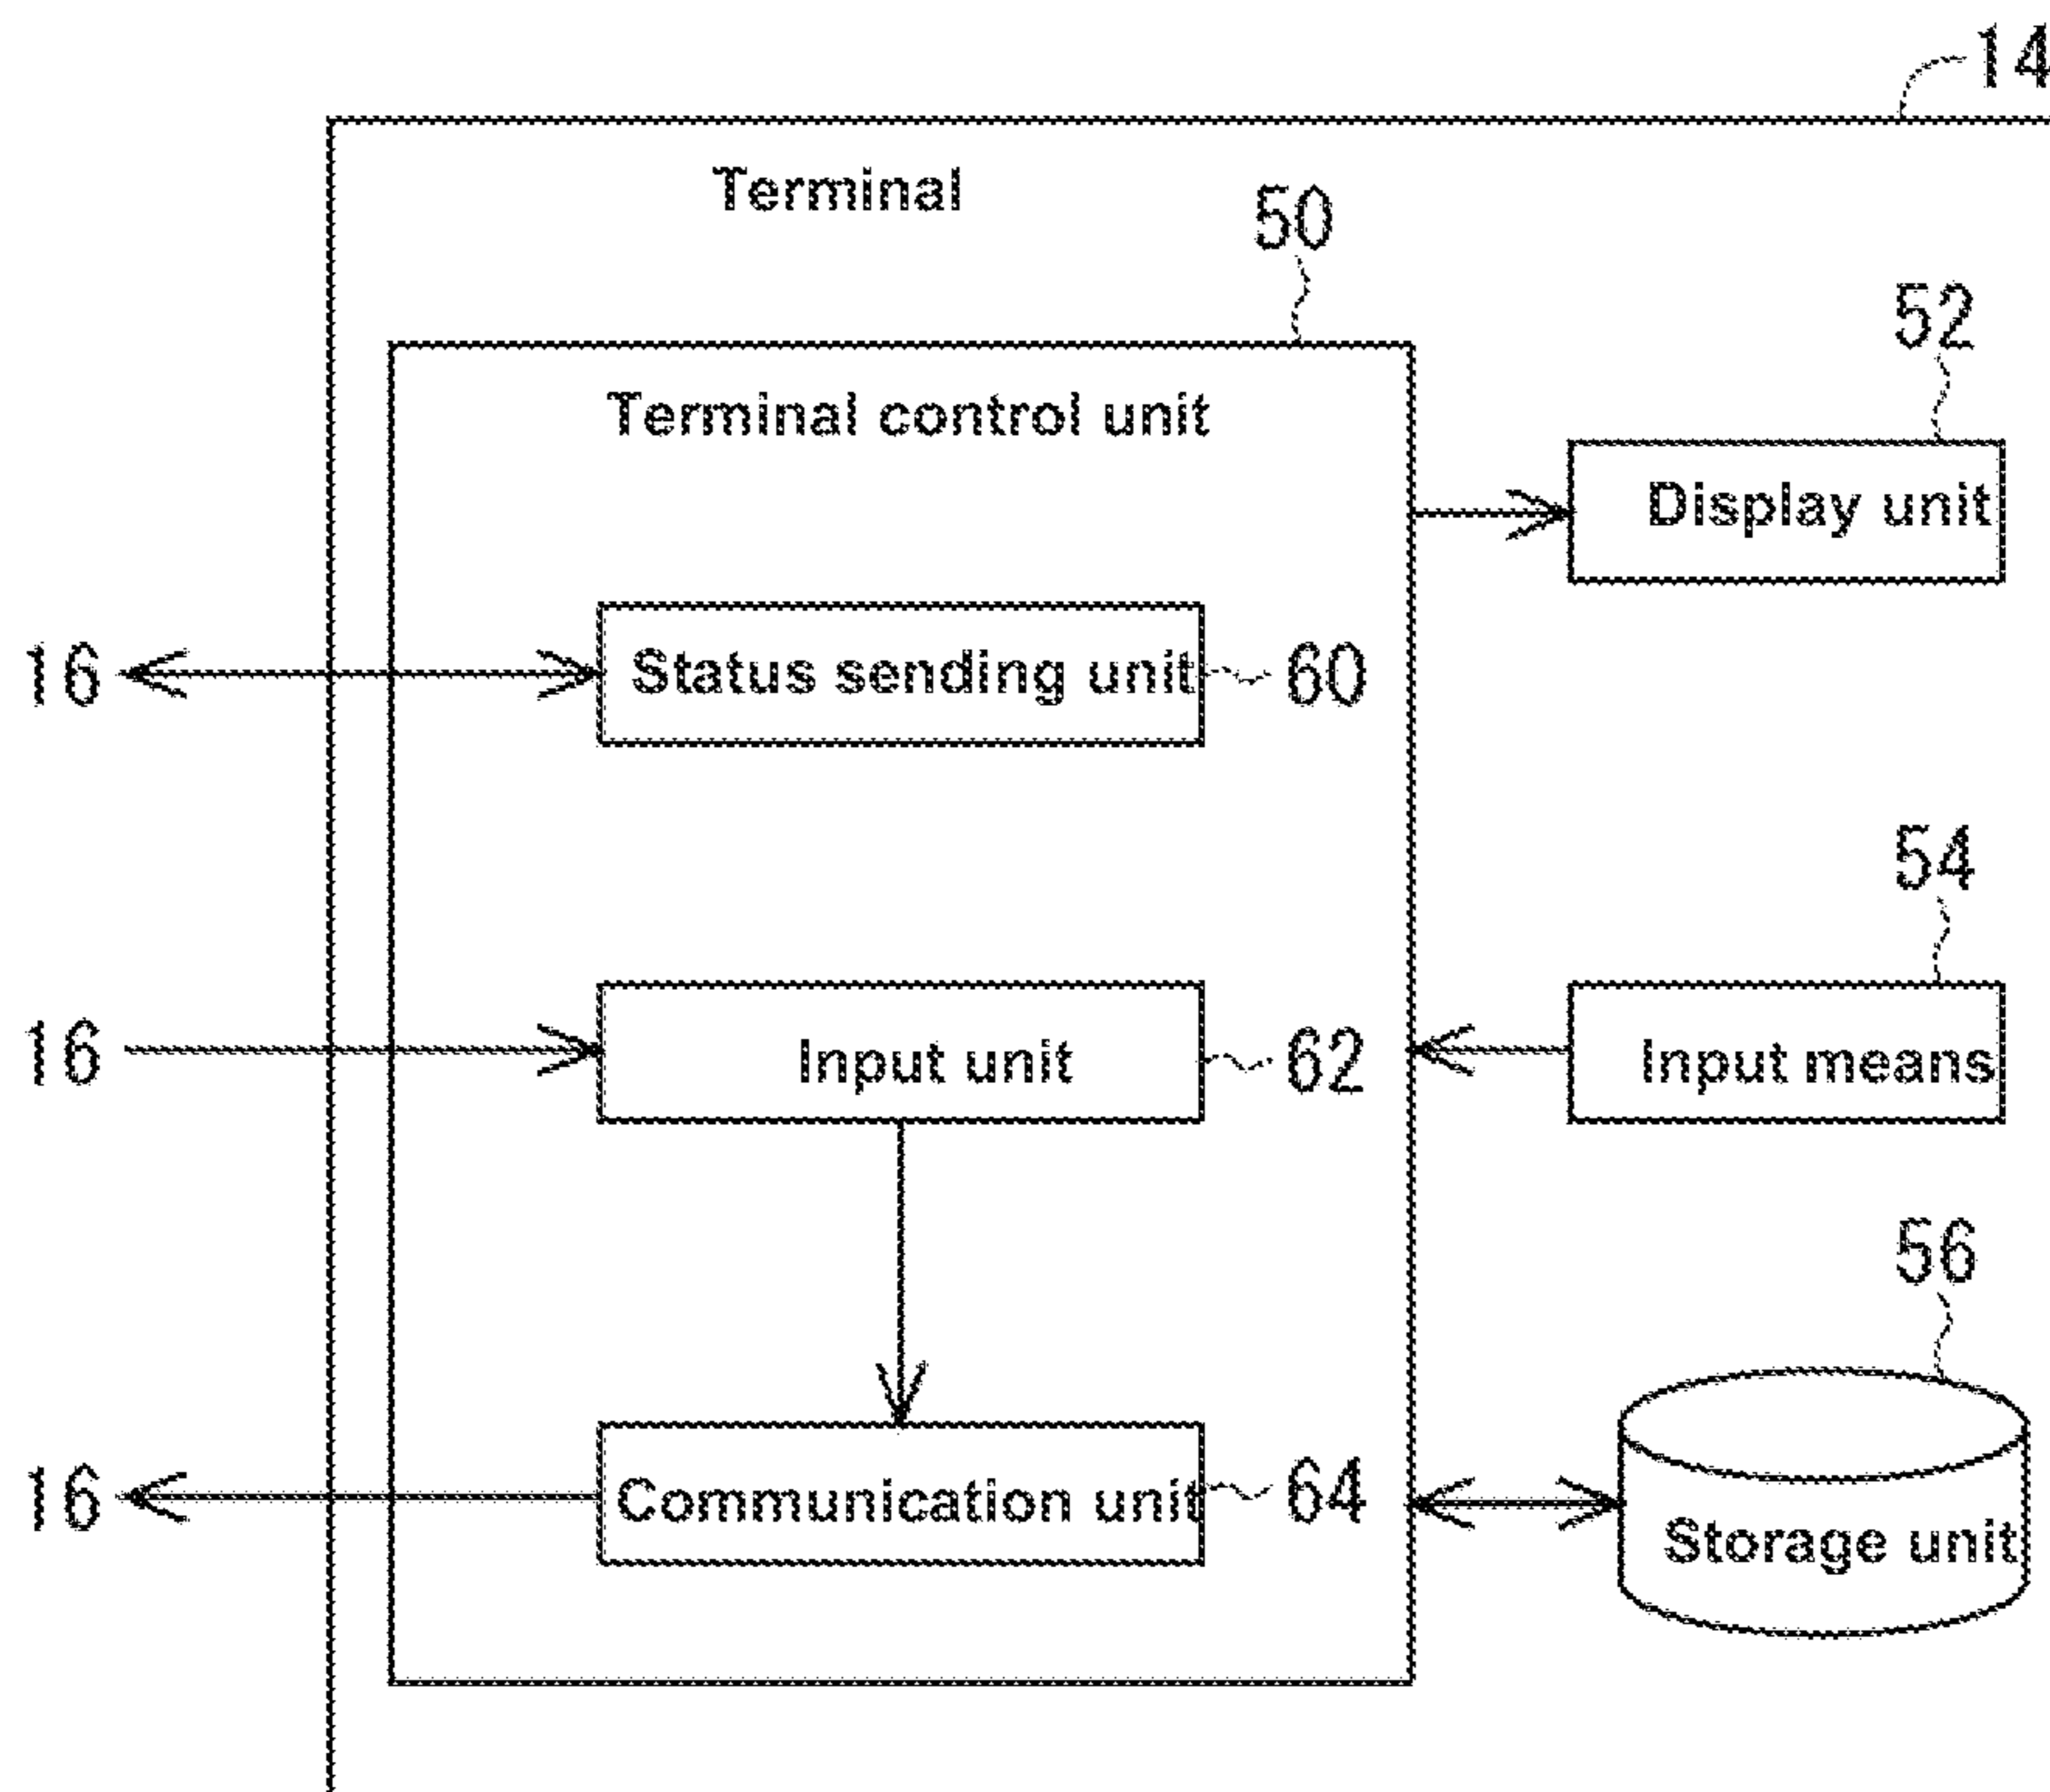 14
Terminal
50
52
Terminal control unit
Display unit
16
Status sending unit
60
54
16
Input unit
62
Input means
56
16
Communication unit
64
Storage unit